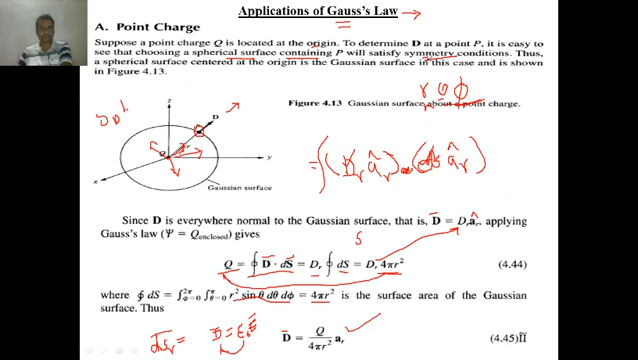 Applications of Gauss's Law →
A. Point Charge
Suppose a point charge Q is located at the origin. To determine D at a point P, it is easy to
see that choosing a spherical surface containing P will satisfy symmetry conditions. Thus,
a spherical surface centered at the origin is the Gaussian surface in this case and is shown
in Figure 4.13
r θ ϕ
Figure 4.13 Gaussian surface about a point charge.
z
D
P
r
Q
y
x
Gaussian surface
= ∫ (D_r â_r) • (ds â_r)
Since D is everywhere normal to the Gaussian surface, that is, D = D_r a_r, applying
Gauss's law (Ψ = Q_enclosed) gives
S
Q = ∮ D · dS = D_r ∮ dS = D_r 4πr² (4.44)
where ∮ dS = ∫_{ϕ=0}^{2π} ∫_{θ=0}^{π} r² sin θ dθ dϕ = 4πr² is the surface area of the Gaussian
surface. Thus
D = ε₀ E
D = Q / 4πr² a_r (4.45)